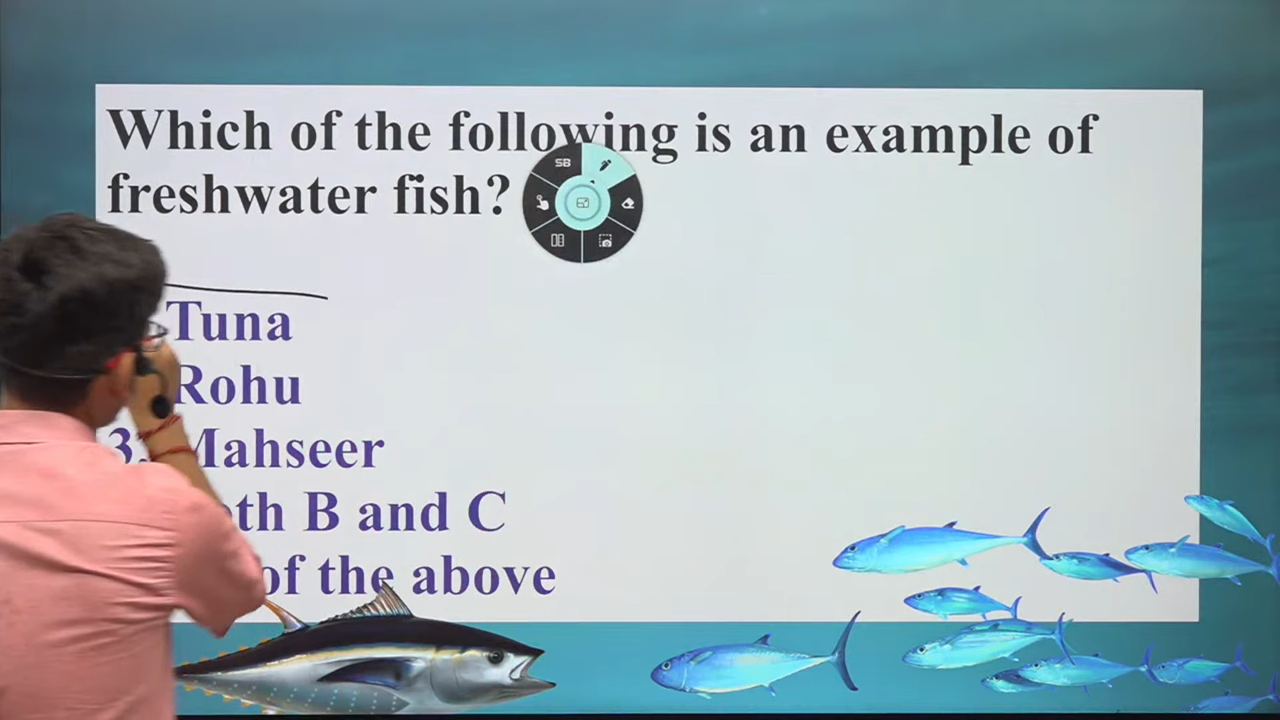 Which of the following is an example of
freshwater fish?
SB
Tuna
Rohu
3. Mahseer
B and C
of the above